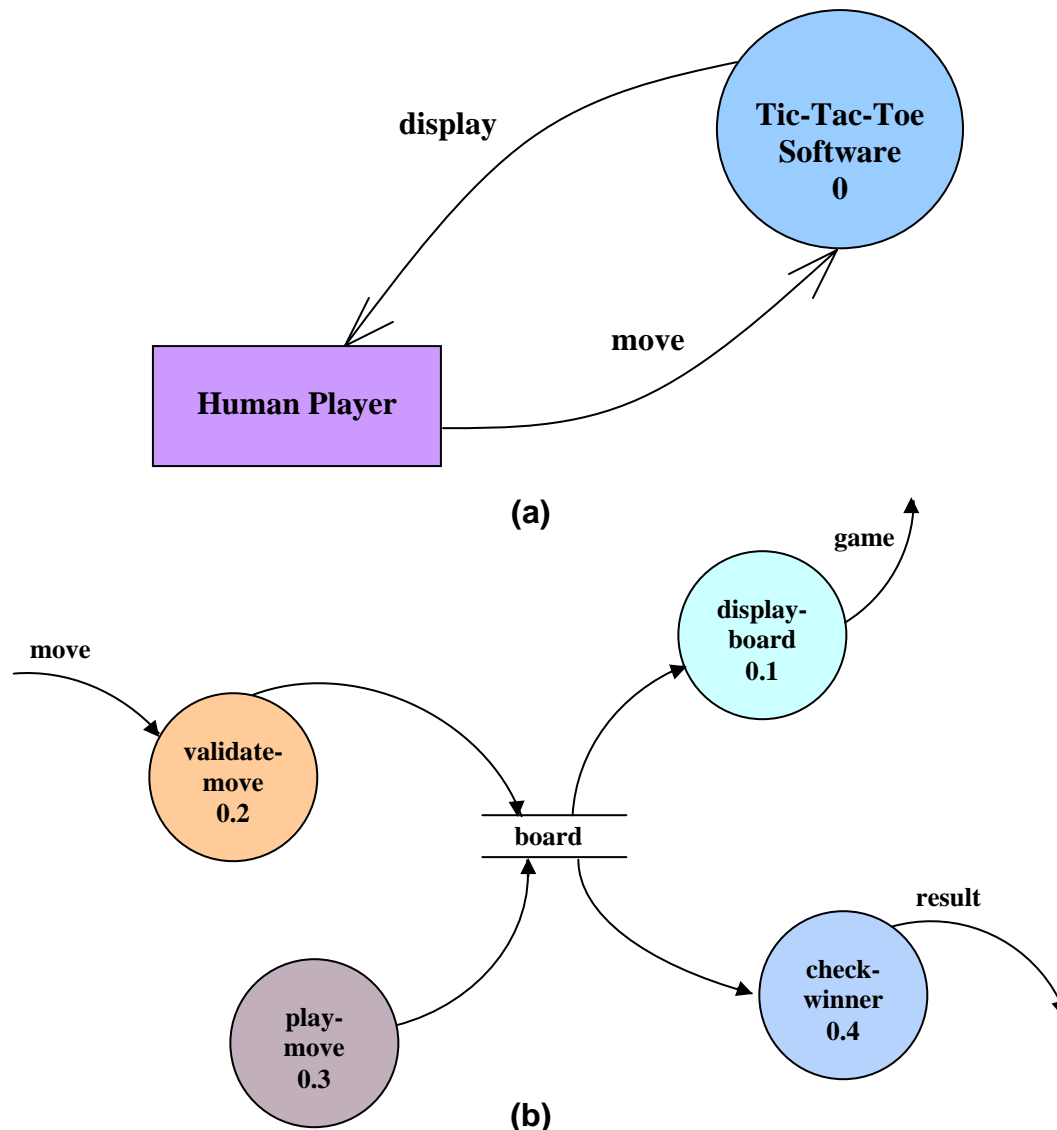 display
Tic-Tac-Toe
Software
0
move
Human Player
(a)
game
display-
board
0.1
move
validate-
move
0.2
board
result
check-
winner
0.4
play-
move
0.3
(b)